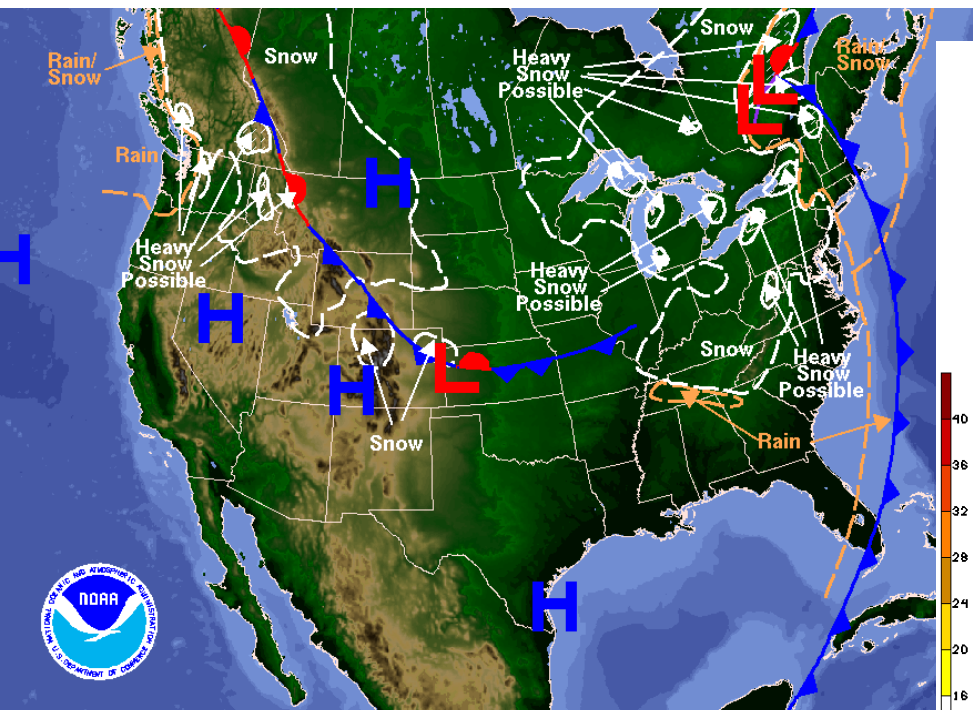 Snow
Rain/
Snow
Heavy
Snow
Possible
Snow
Rain/
Snow
L
L
Rain
H
H
Heavy
Snow
Possible
Heavy
Snow
Possible
H
H
L
Snow
Heavy
Snow
Possible
Rain
Snow
H
NOAA
NATIONAL OCEANIC AND ATMOSPHERIC ADMINISTRATION
U.S. DEPARTMENT OF COMMERCE
40
36
32
28
24
20
16